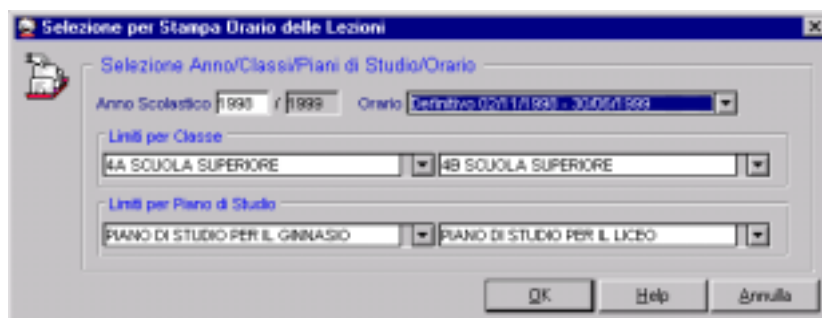 Selezione per Stampa Orario delle Lezioni
Selezione Anno/Classi/Piani di Studio/Orario
Anno Scolastico 1998 / 1999 Orario Definitivo 02/11/1998 - 30/06/1999
Limiti per Classe
4A SCUOLA SUPERIORE 4B SCUOLA SUPERIORE
Limiti per Piano di Studio
PIANO DI STUDIO PER IL GINNASIO PIANO DI STUDIO PER IL LICEO
OK Help Annulla